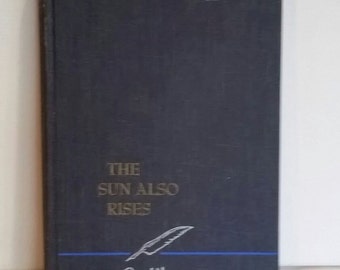 THE
SUN ALSO
RISES